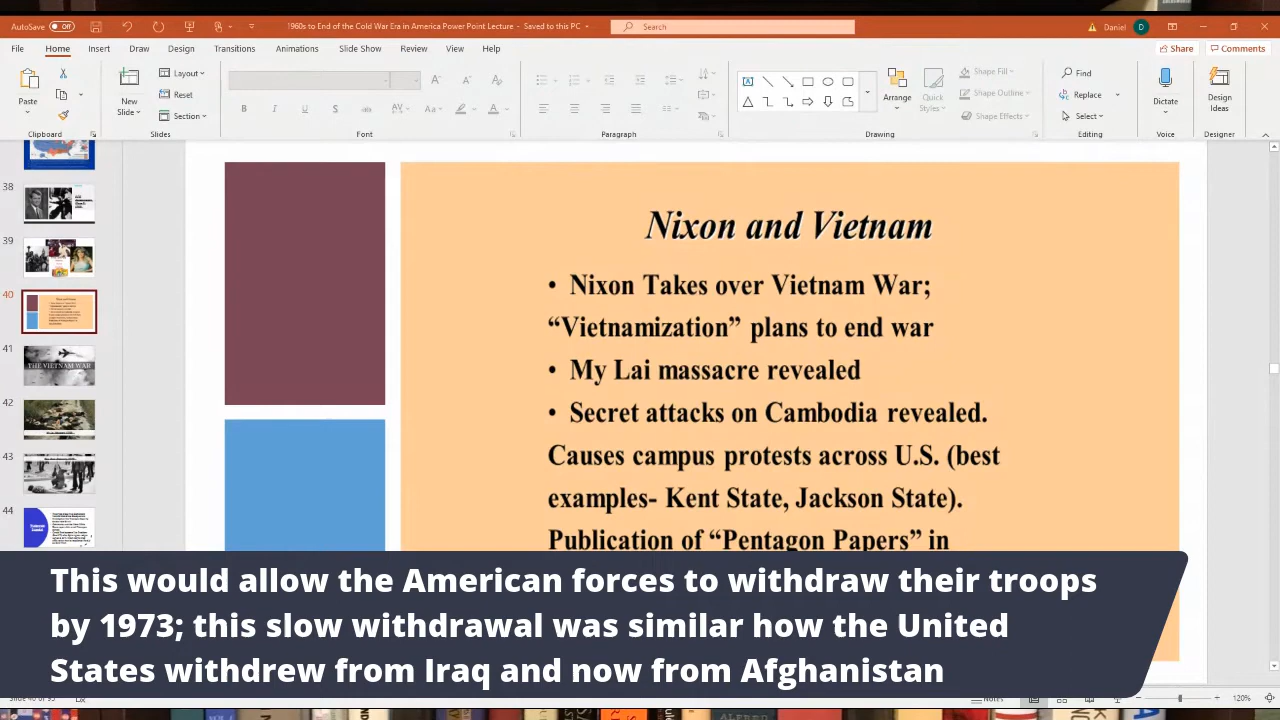 AutoSave Off
1960s to End of the Cold War Era in America Power Point Lecture - Saved to this PC
Search
Daniel D
File Home Insert Draw Design Transitions Animations Slide Show Review View Help
Share Comments
Paste
Clipboard
New Slide
Layout
Reset
Section
Slides
Font
Paragraph
Arrange
Quick Styles
Shape Fill
Shape Outline
Shape Effects
Drawing
Find
Replace
Select
Editing
Dictate
Voice
Design Ideas
Designer
38
39
40
41
THE VIETNAM WAR
42
43
44
Nixon and Vietnam
• Nixon Takes over Vietnam War;
“Vietnamization” plans to end war
• My Lai massacre revealed
• Secret attacks on Cambodia revealed.
Causes campus protests across U.S. (best
examples- Kent State, Jackson State).
Publication of “Pentagon Papers” in
This would allow the American forces to withdraw their troops
by 1973; this slow withdrawal was similar how the United
States withdrew from Iraq and now from Afghanistan
120%